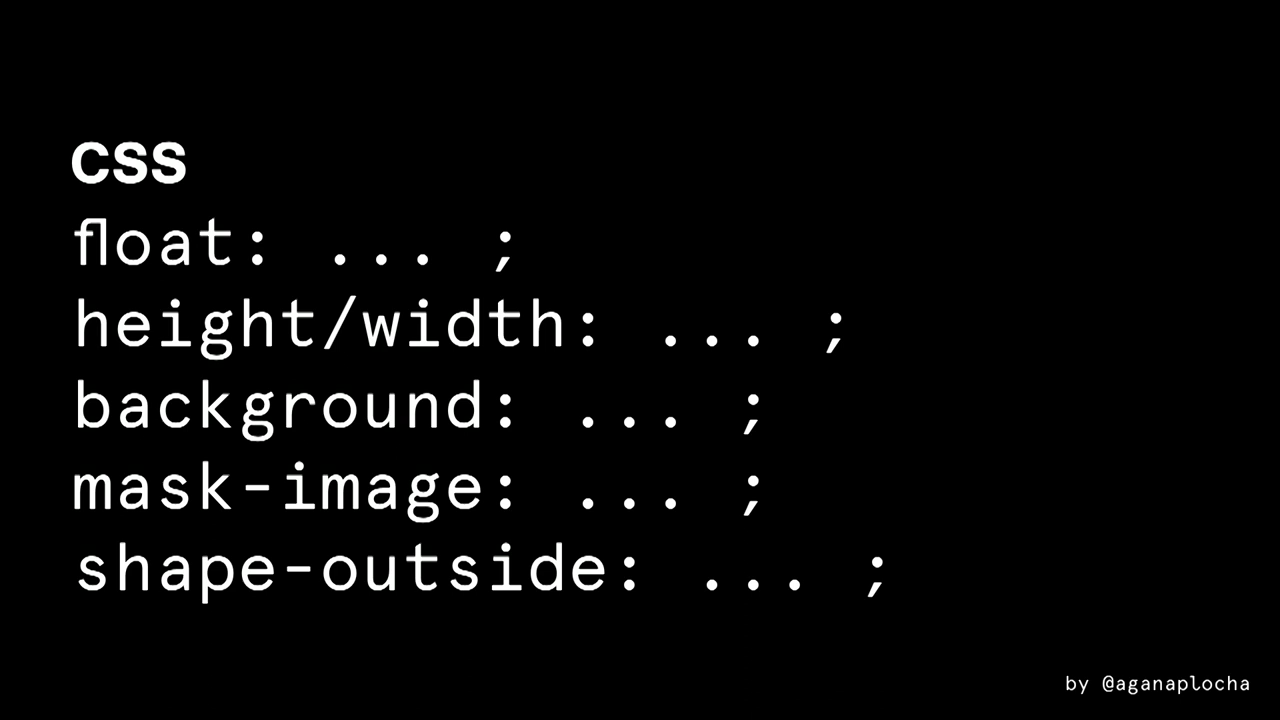 CSS
float: ... ;
height/width: ... ;
background: ... ;
mask-image: ... ;
shape-outside: ... ;
by @aganaplocha